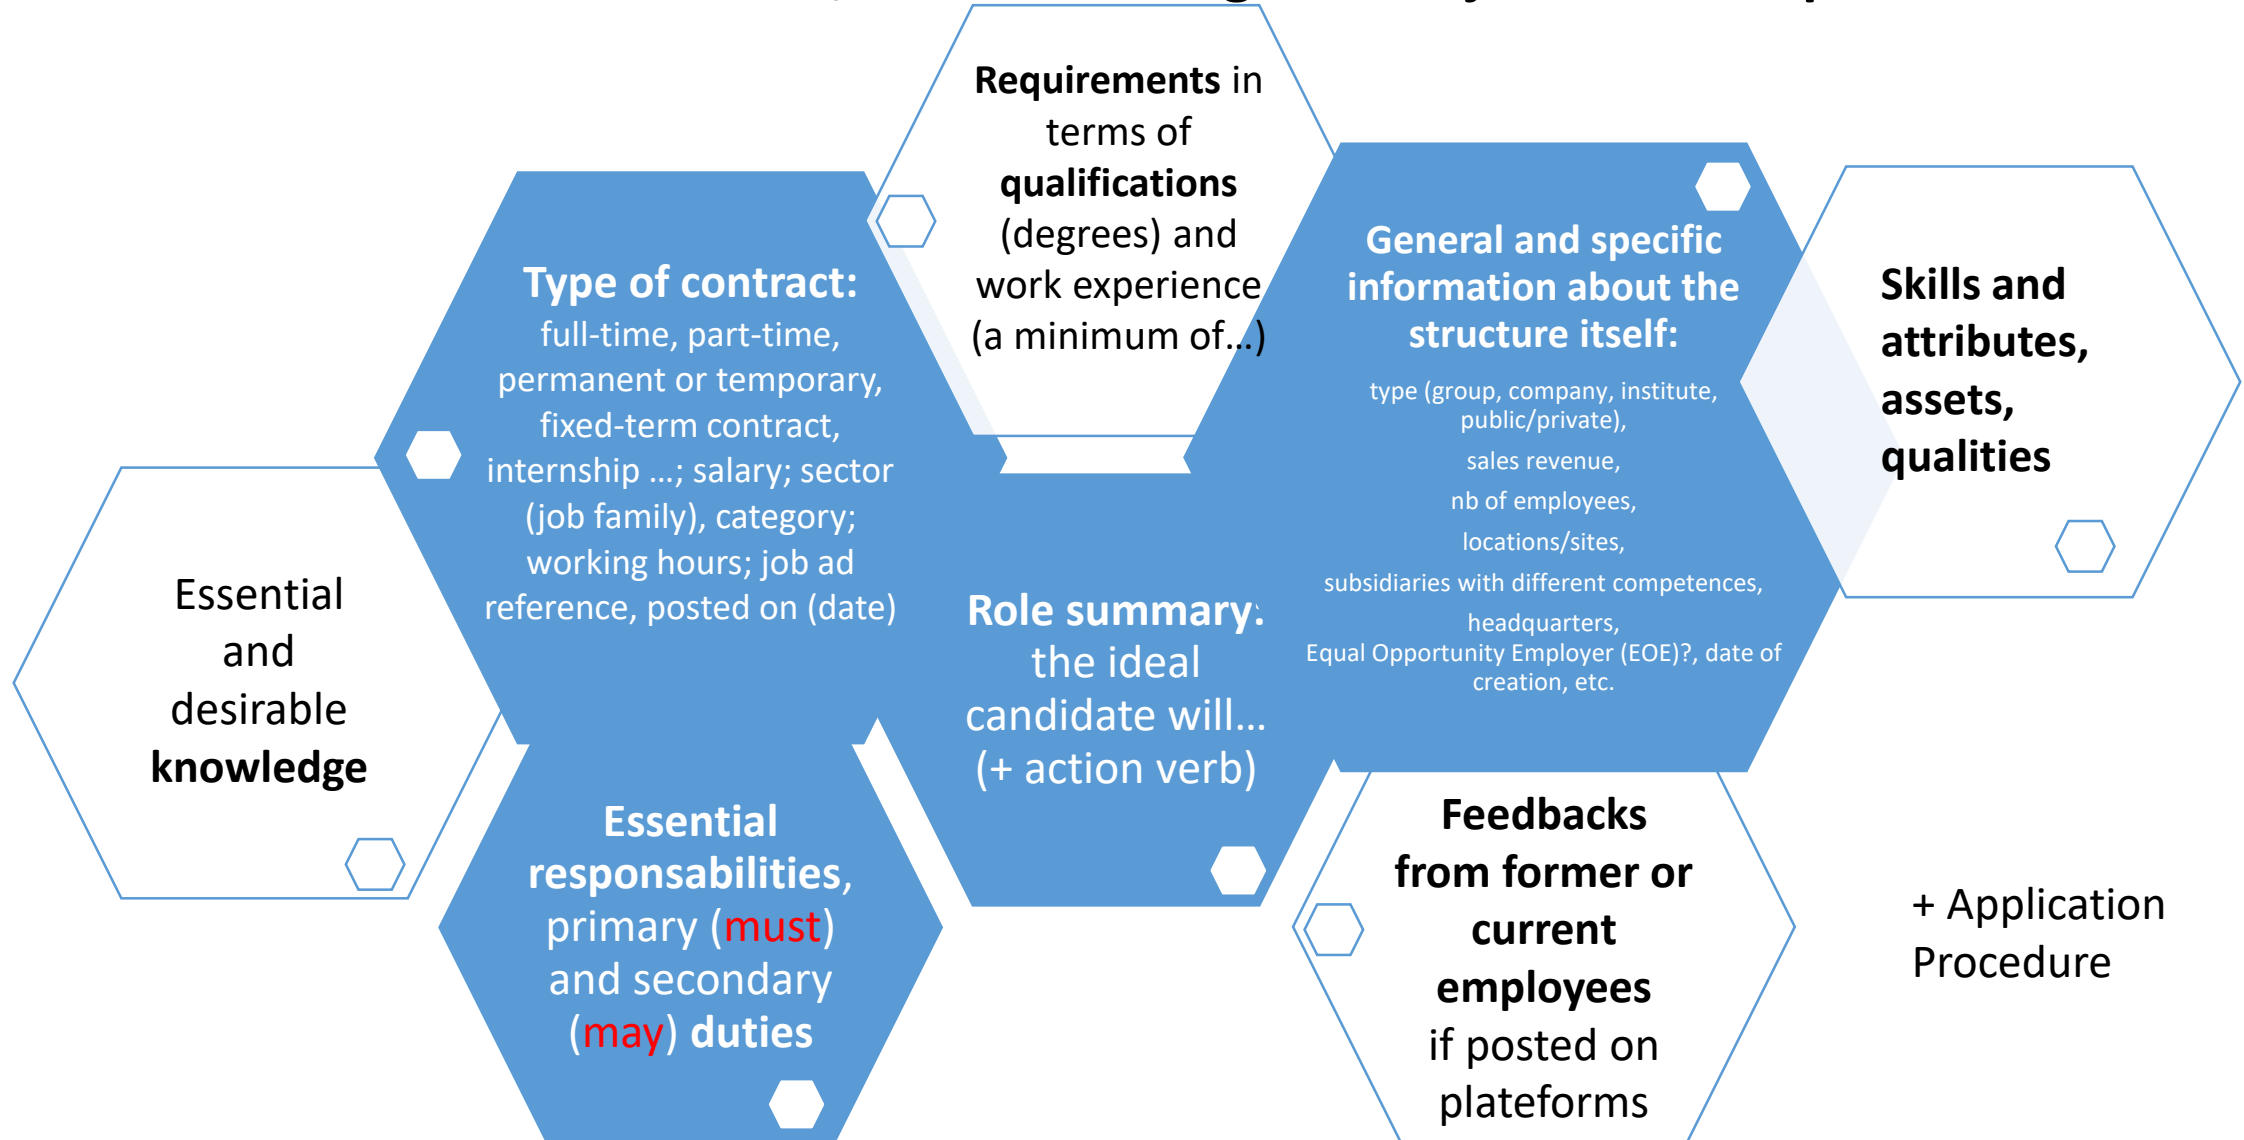 Requirements in
terms of
qualifications
(degrees) and
work experience
(a minimum of...)
Type of contract:
full-time, part-time,
permanent or temporary,
fixed-term contract,
internship ...; salary; sector
(job family), category;
working hours; job ad
reference, posted on (date)
General and specific
information about the
structure itself:
type (group, company, institute,
public/private),
sales revenue,
nb of employees,
locations/sites,
subsidiaries with different competences,
headquarters,
Equal Opportunity Employer (EOE)?, date of
creation, etc.
Skills and
attributes,
assets,
qualities
Essential
and
desirable
knowledge
Role summary:
the ideal
candidate will...
(+ action verb)
Essential
responsabilities,
primary (must)
and secondary
(may) duties
Feedbacks
from former or
current
employees
if posted on
plateforms
+ Application
Procedure